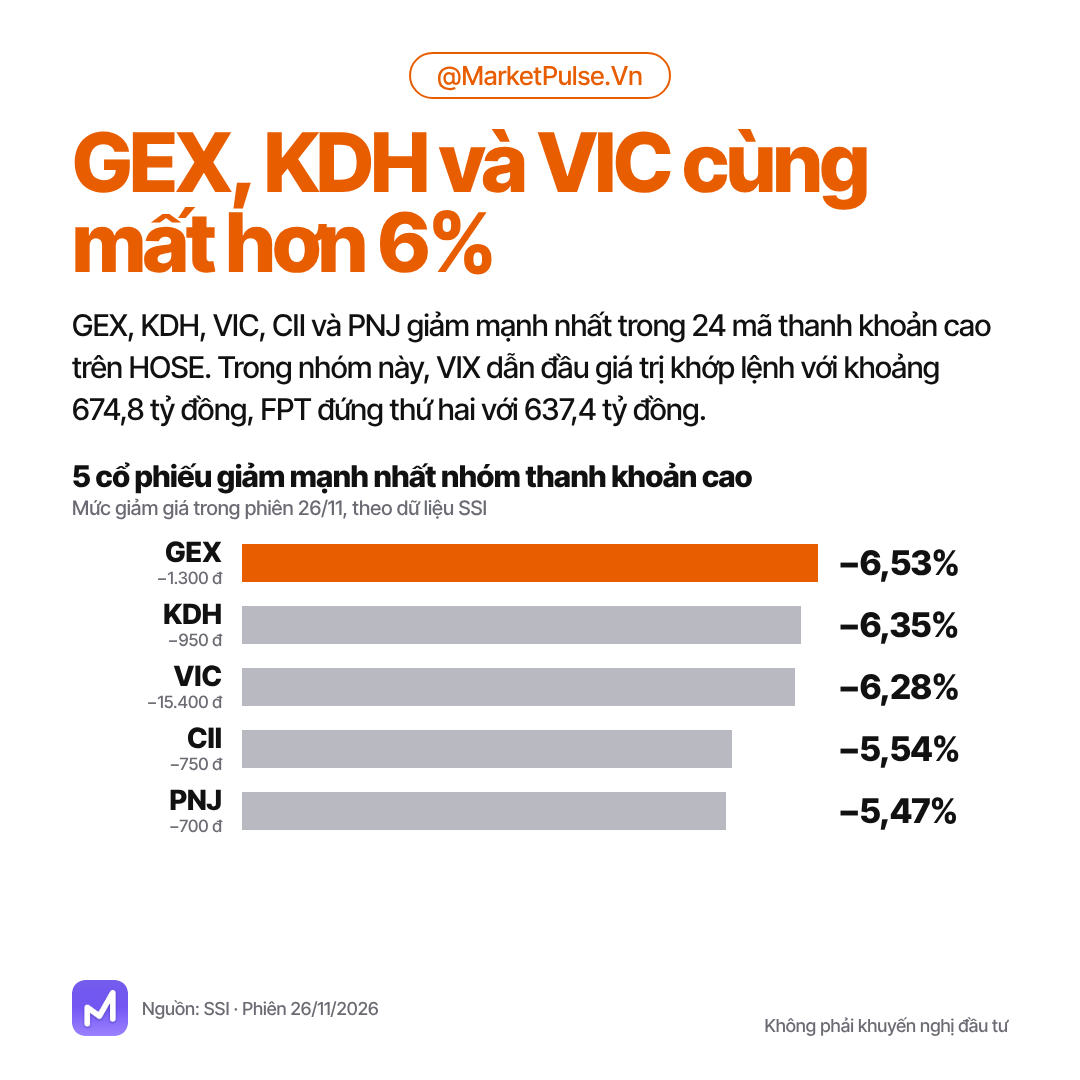 @MarketPulse.Vn
GEX, KDH và VIC cùng
mất hơn 6%
GEX, KDH, VIC, CII và PNJ giảm mạnh nhất trong 24 mã thanh khoản cao
trên HOSE. Trong nhóm này, VIX dẫn đầu giá trị khớp lệnh với khoảng
674,8 tỷ đồng, FPT đứng thứ hai với 637,4 tỷ đồng.
5 cổ phiếu giảm mạnh nhất nhóm thanh khoản cao
Mức giảm giá trong phiên 26/11, theo dữ liệu SSI
GEX
−1.300 đ
−6,53%
KDH
−950 đ
−6,35%
VIC
−15.400 đ
−6,28%
CII
−750 đ
−5,54%
PNJ
−700 đ
−5,47%
Nguồn: SSI · Phiên 26/11/2026
Không phải khuyến nghị đầu tư